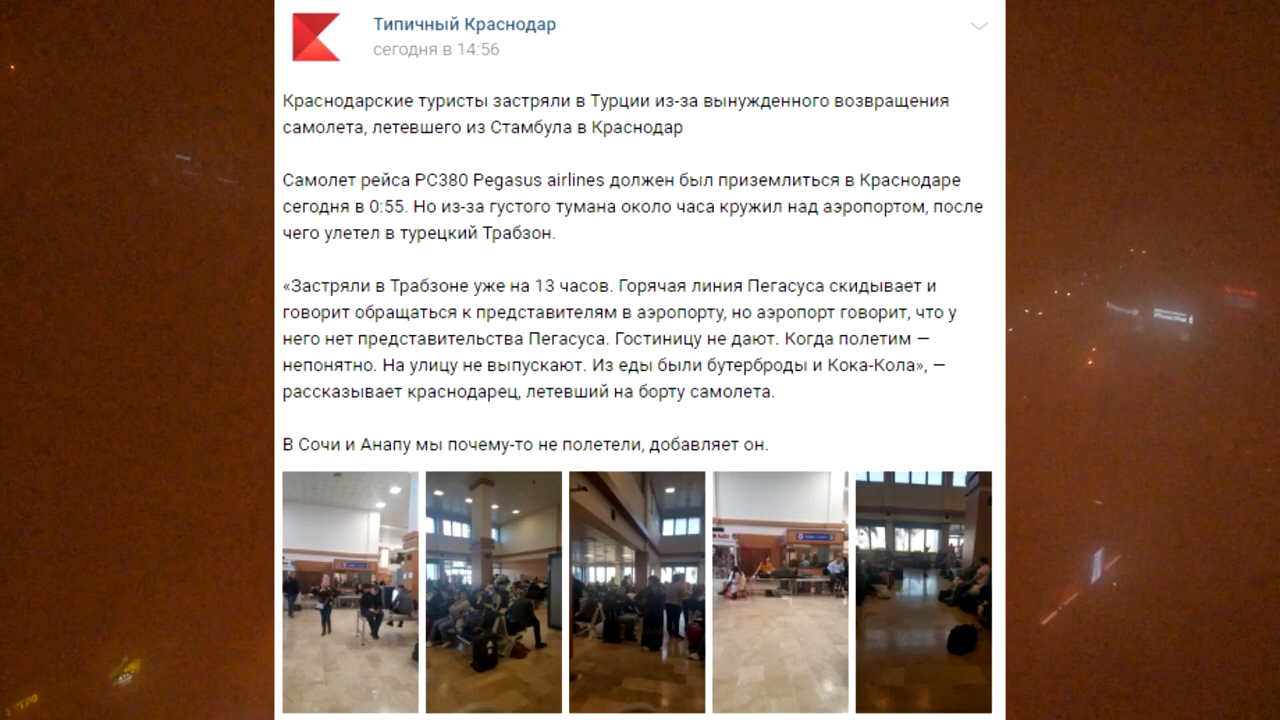 Типичный Краснодар
сегодня в 14:56
Краснодарские туристы застряли в Турции из-за вынужденного возвращения
самолета, летевшего из Стамбула в Краснодар
Самолет рейса PC380 Pegasus airlines должен был приземлиться в Краснодаре
сегодня в 0:55. Но из-за густого тумана около часа кружил над аэропортом, после
чего улетел в турецкий Трабзон.
«Застряли в Трабзоне уже на 13 часов. Горячая линия Пегасуса скидывает и
говорит обращаться к представителям в аэропорту, но аэропорт говорит, что у
него нет представительства Пегасуса. Гостиницу не дают. Когда полетим —
непонятно. На улицу не выпускают. Из еды были бутерброды и Кока-Кола», —
рассказывает краснодарец, летевший на борту самолета.
В Сочи и Анапу мы почему-то не полетели, добавляет он.